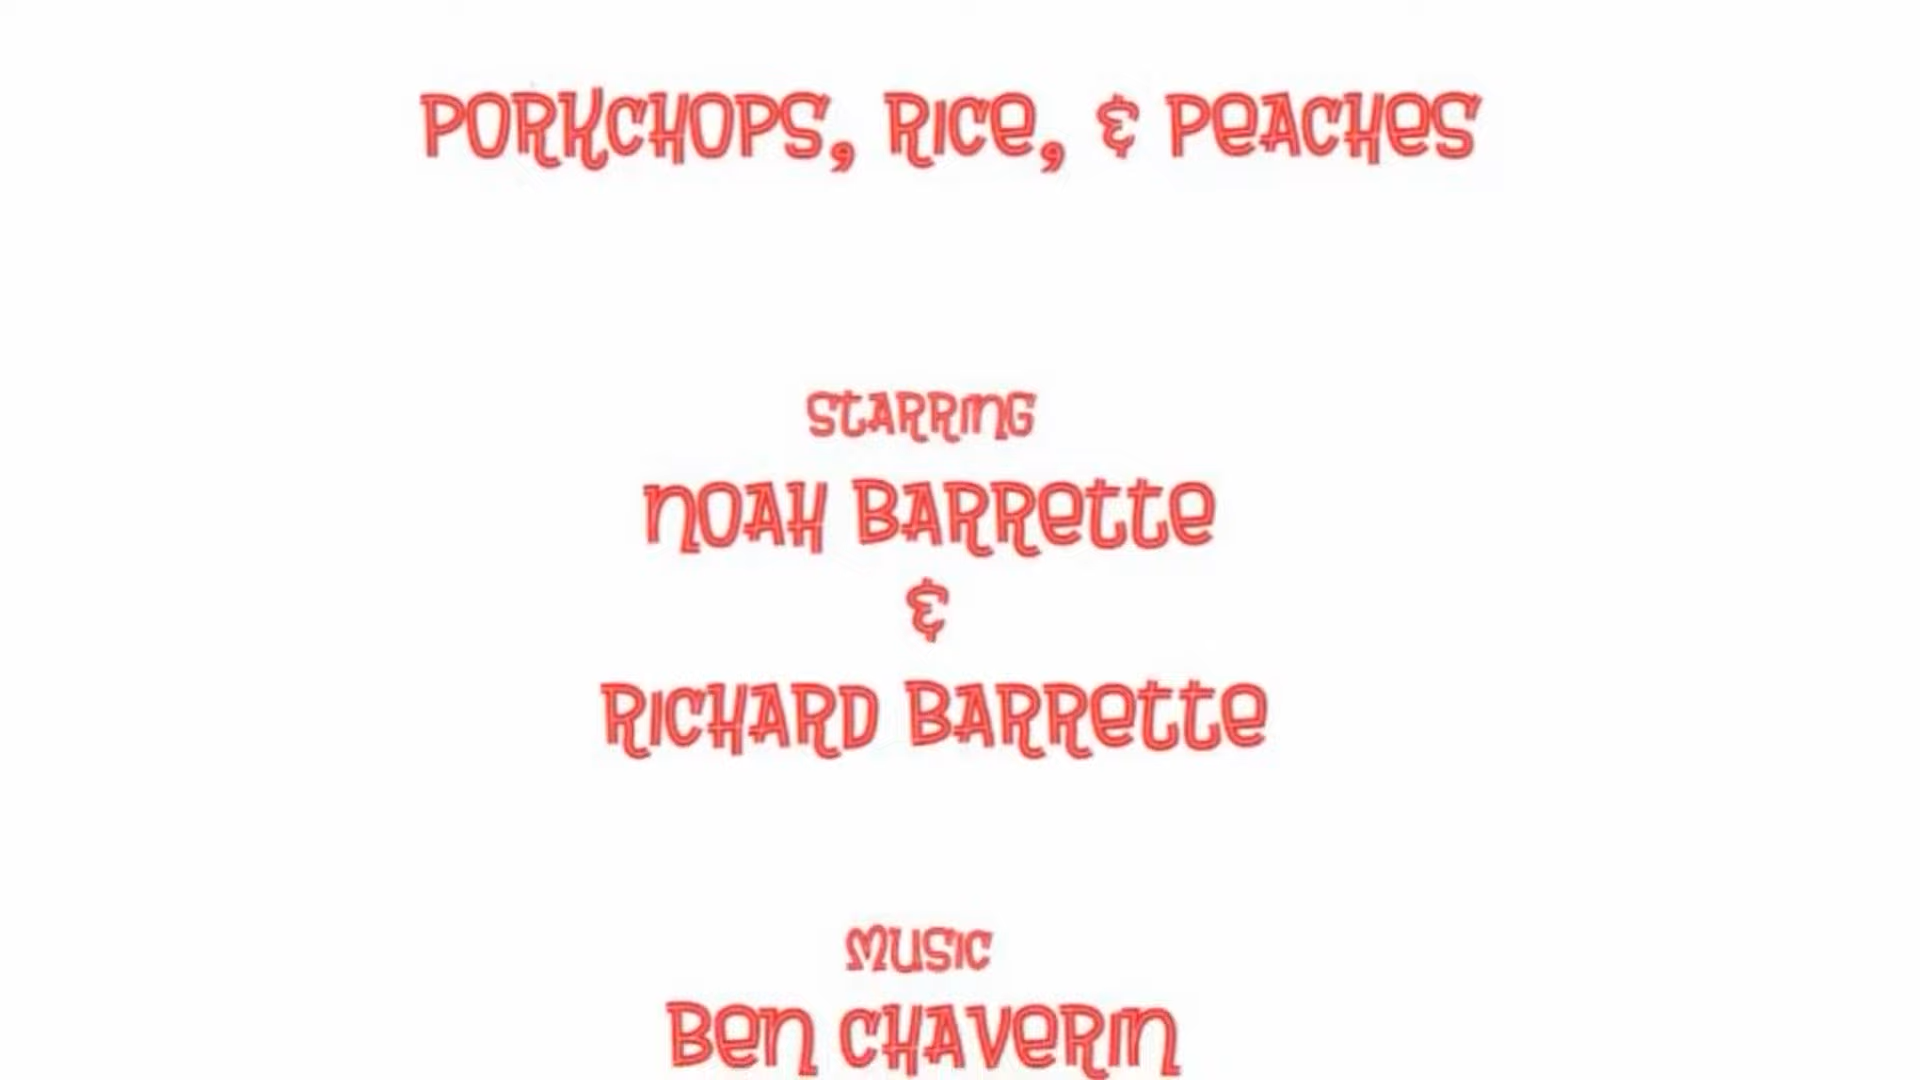 PORKCHOPS, RICE, & PEACHES
STARRING
NOAH BARRETTE
&
RICHARD BARRETTE
MUSIC
BEN CHAVERIN